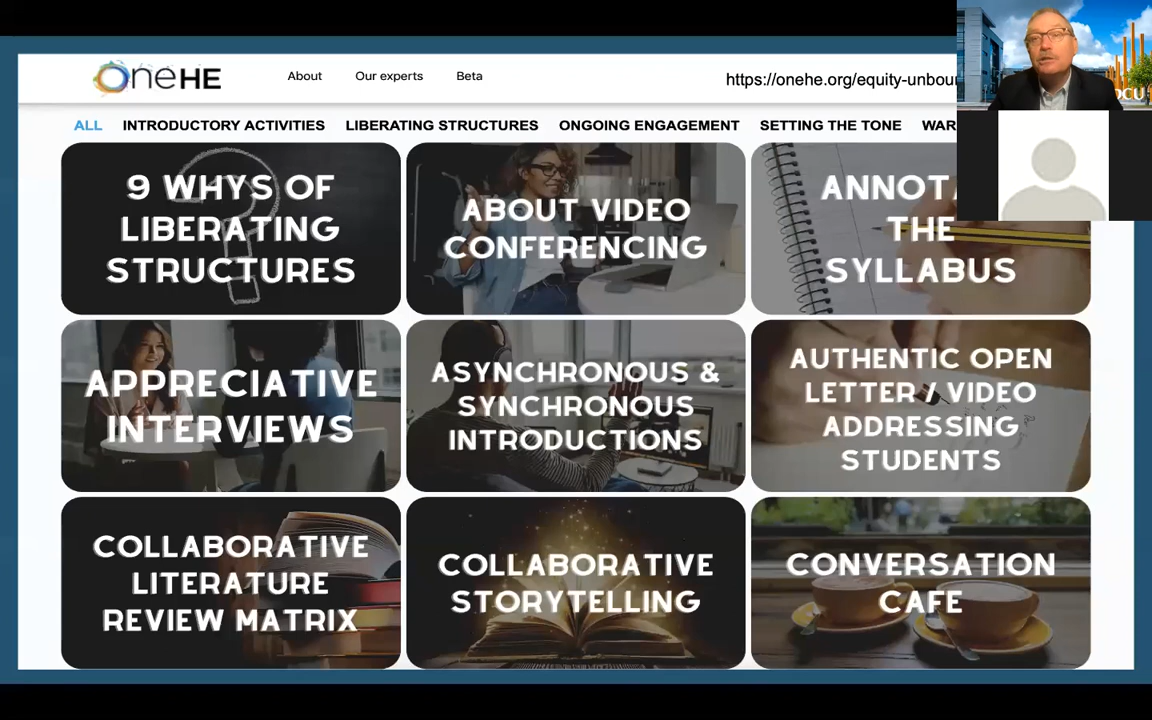 OneHE
About
Our experts
Beta
https://onehe.org/equity-unbou
DCU
ALL
INTRODUCTORY ACTIVITIES
LIBERATING STRUCTURES
ONGOING ENGAGEMENT
SETTING THE TONE
WAR
9 WHYS OF
LIBERATING
STRUCTURES
ABOUT VIDEO
CONFERENCING
ANNOTA
THE
SYLLABUS
APPRECIATIVE
INTERVIEWS
ASYNCHRONOUS &
SYNCHRONOUS
INTRODUCTIONS
AUTHENTIC OPEN
LETTER / VIDEO
ADDRESSING
STUDENTS
COLLABORATIVE
LITERATURE
REVIEW MATRIX
COLLABORATIVE
STORYTELLING
CONVERSATION
CAFE